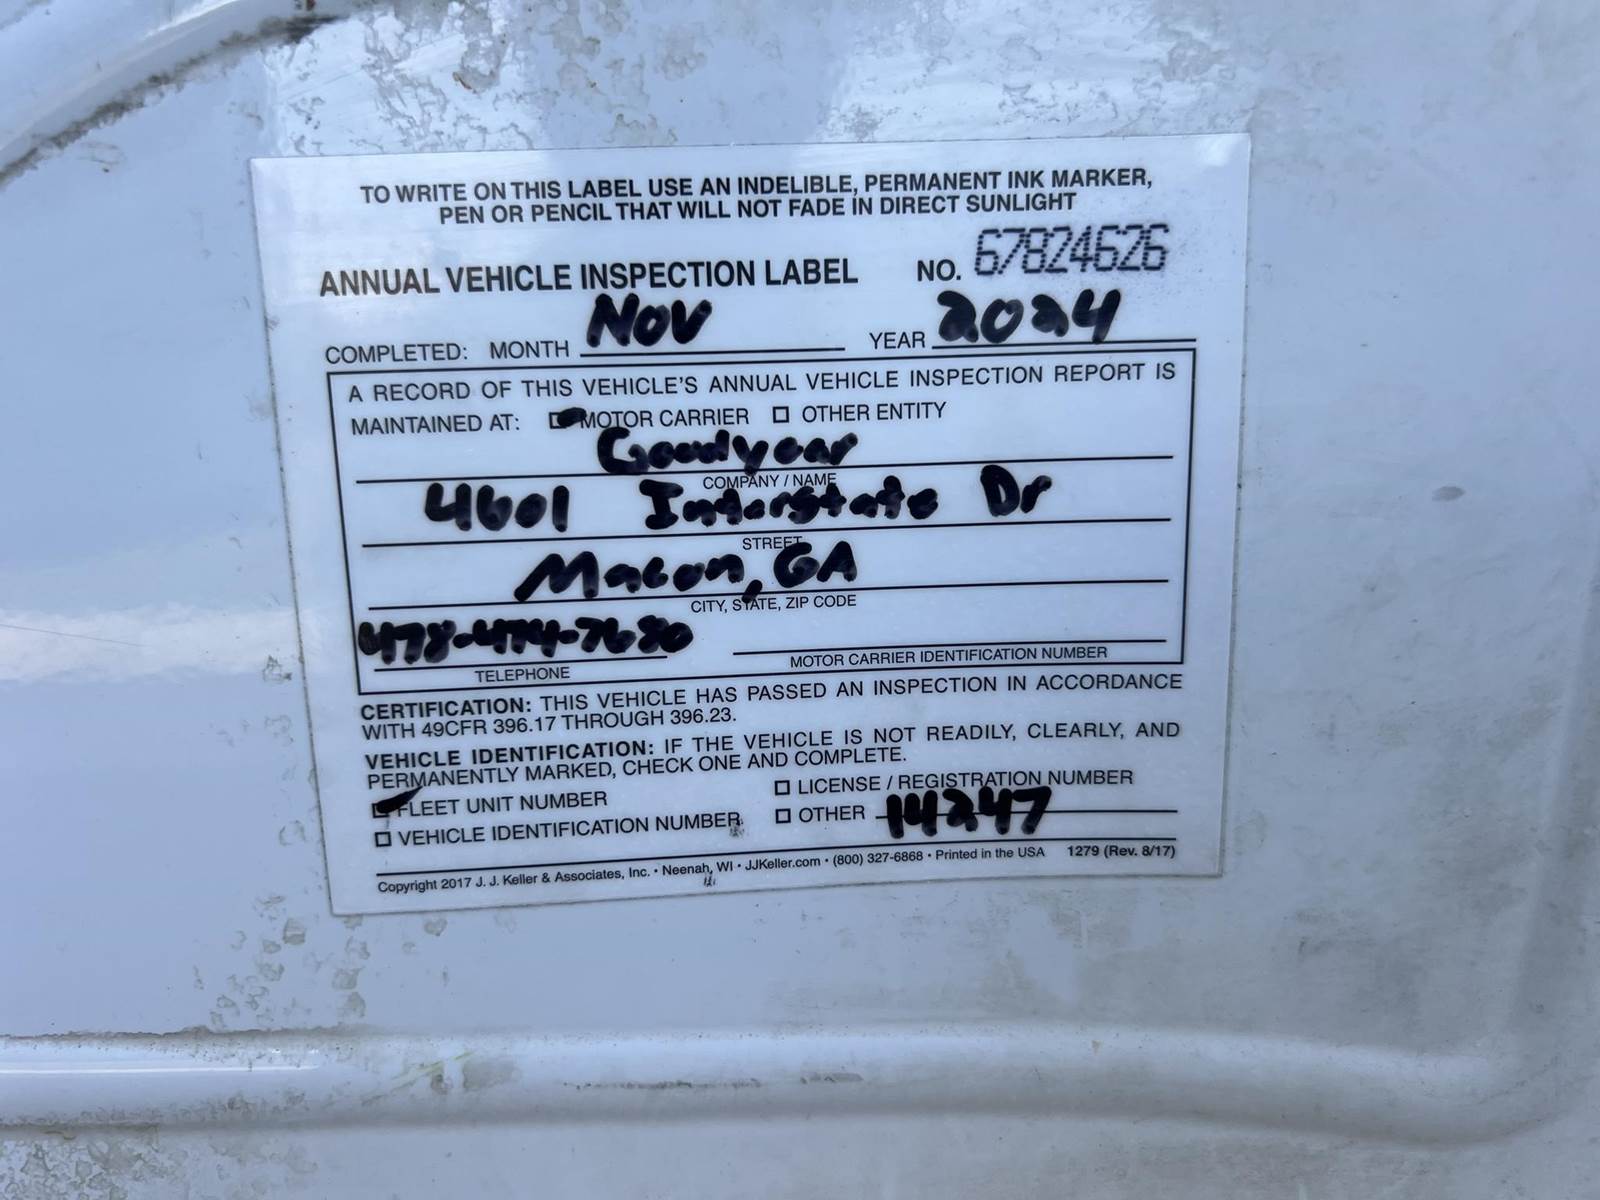 TO WRITE ON THIS LABEL USE AN INDELIBLE, PERMANENT INK MARKER,
PEN OR PENCIL THAT WILL NOT FADE IN DIRECT SUNLIGHT
ANNUAL VEHICLE INSPECTION LABEL NO. 67824626
COMPLETED: MONTH Nov YEAR 2024
A RECORD OF THIS VEHICLE'S ANNUAL VEHICLE INSPECTION REPORT IS
MAINTAINED AT: MOTOR CARRIER ☐ OTHER ENTITY
Goodyear
COMPANY / NAME
4601 Interstate Dr
STREET
Macon, GA
CITY, STATE, ZIP CODE
478-474-7680
TELEPHONE MOTOR CARRIER IDENTIFICATION NUMBER
CERTIFICATION: THIS VEHICLE HAS PASSED AN INSPECTION IN ACCORDANCE
WITH 49CFR 396.17 THROUGH 396.23.
VEHICLE IDENTIFICATION: IF THE VEHICLE IS NOT READILY, CLEARLY, AND
PERMANENTLY MARKED, CHECK ONE AND COMPLETE.
FLEET UNIT NUMBER ☐ LICENSE / REGISTRATION NUMBER
☐ VEHICLE IDENTIFICATION NUMBER ☐ OTHER 14247
Copyright 2017 J. J. Keller & Associates, Inc. • Neenah, WI • JJKeller.com • (800) 327-6868 • Printed in the USA 1279 (Rev. 8/17)